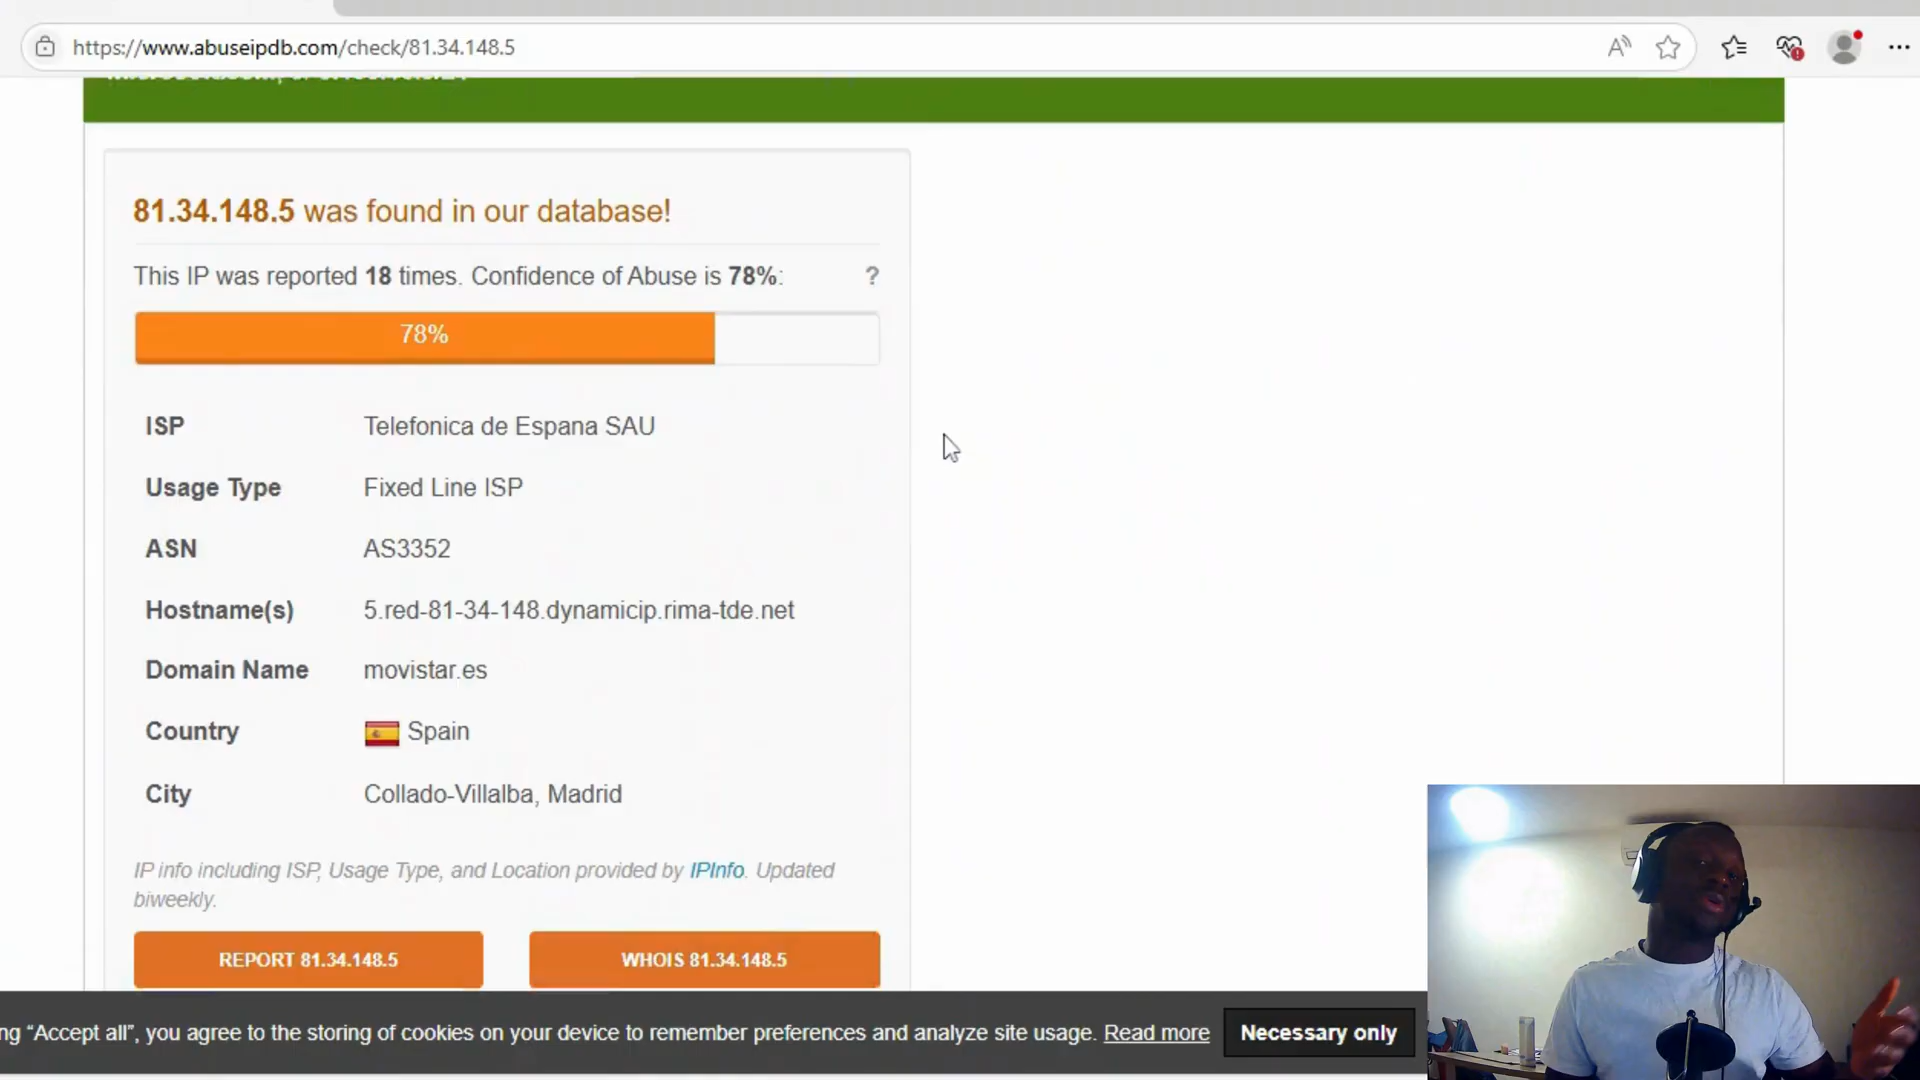 https://www.abuseipdb.com/check/81.34.148.5
81.34.148.5 was found in our database!
This IP was reported 18 times. Confidence of Abuse is 78%: ?
78%
ISP Telefonica de Espana SAU
Usage Type Fixed Line ISP
ASN AS3352
Hostname(s) 5.red-81-34-148.dynamicip.rima-tde.net
Domain Name movistar.es
Country Spain
City Collado-Villalba, Madrid
IP info including ISP, Usage Type, and Location provided by IPInfo. Updated
biweekly.
REPORT 81.34.148.5 WHOIS 81.34.148.5
ng “Accept all”, you agree to the storing of cookies on your device to remember preferences and analyze site usage. Read more Necessary only